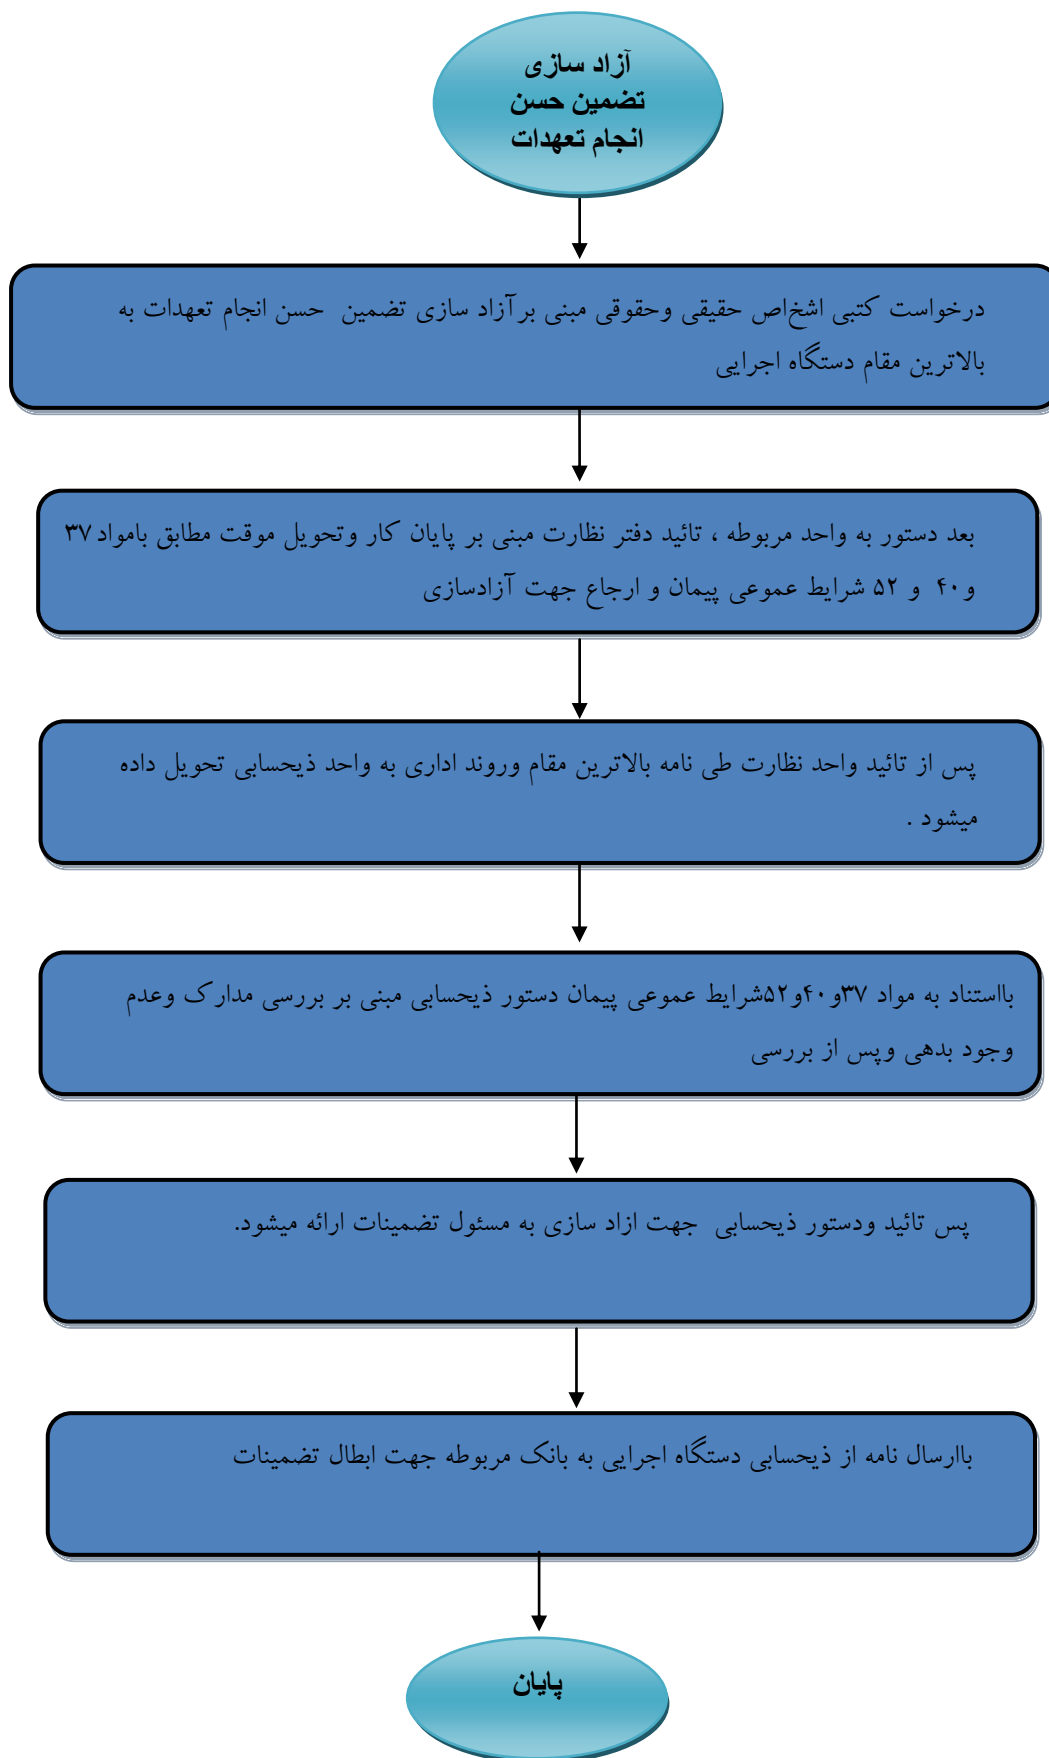 آزاد سازی
تضمین حسن
انجام تعهدات
درخواست کتبی اشخاص حقیقی وحقوقی مبنی برآزاد سازی تضمین حسن انجام تعهدات به
بالاترین مقام دستگاه اجرایی
بعد دستور به واحد مربوطه ، تائید دفتر نظارت مبنی بر پایان کار وتحویل موقت مطابق بامواد ۳۷
و۴۰ و ۵۲ شرایط عموعی پیمان و ارجاع جهت آزادسازی
پس از تائید واحد نظارت طی نامه بالاترین مقام وروند اداری به واحد ذیحسابی تحویل داده
میشود .
بااستناد به مواد ۳۷و۴۰و۵۲شرایط عموعی پیمان دستور ذیحسابی مبنی بر بررسی مدارک وعدم
وجود بدهی وپس از بررسی
پس تائید ودستور ذیحسابی جهت ازاد سازی به مسئول تضمینات ارائه میشود.
باارسال نامه از ذیحسابی دستگاه اجرایی به بانک مربوطه جهت ابطال تضمینات
پایان